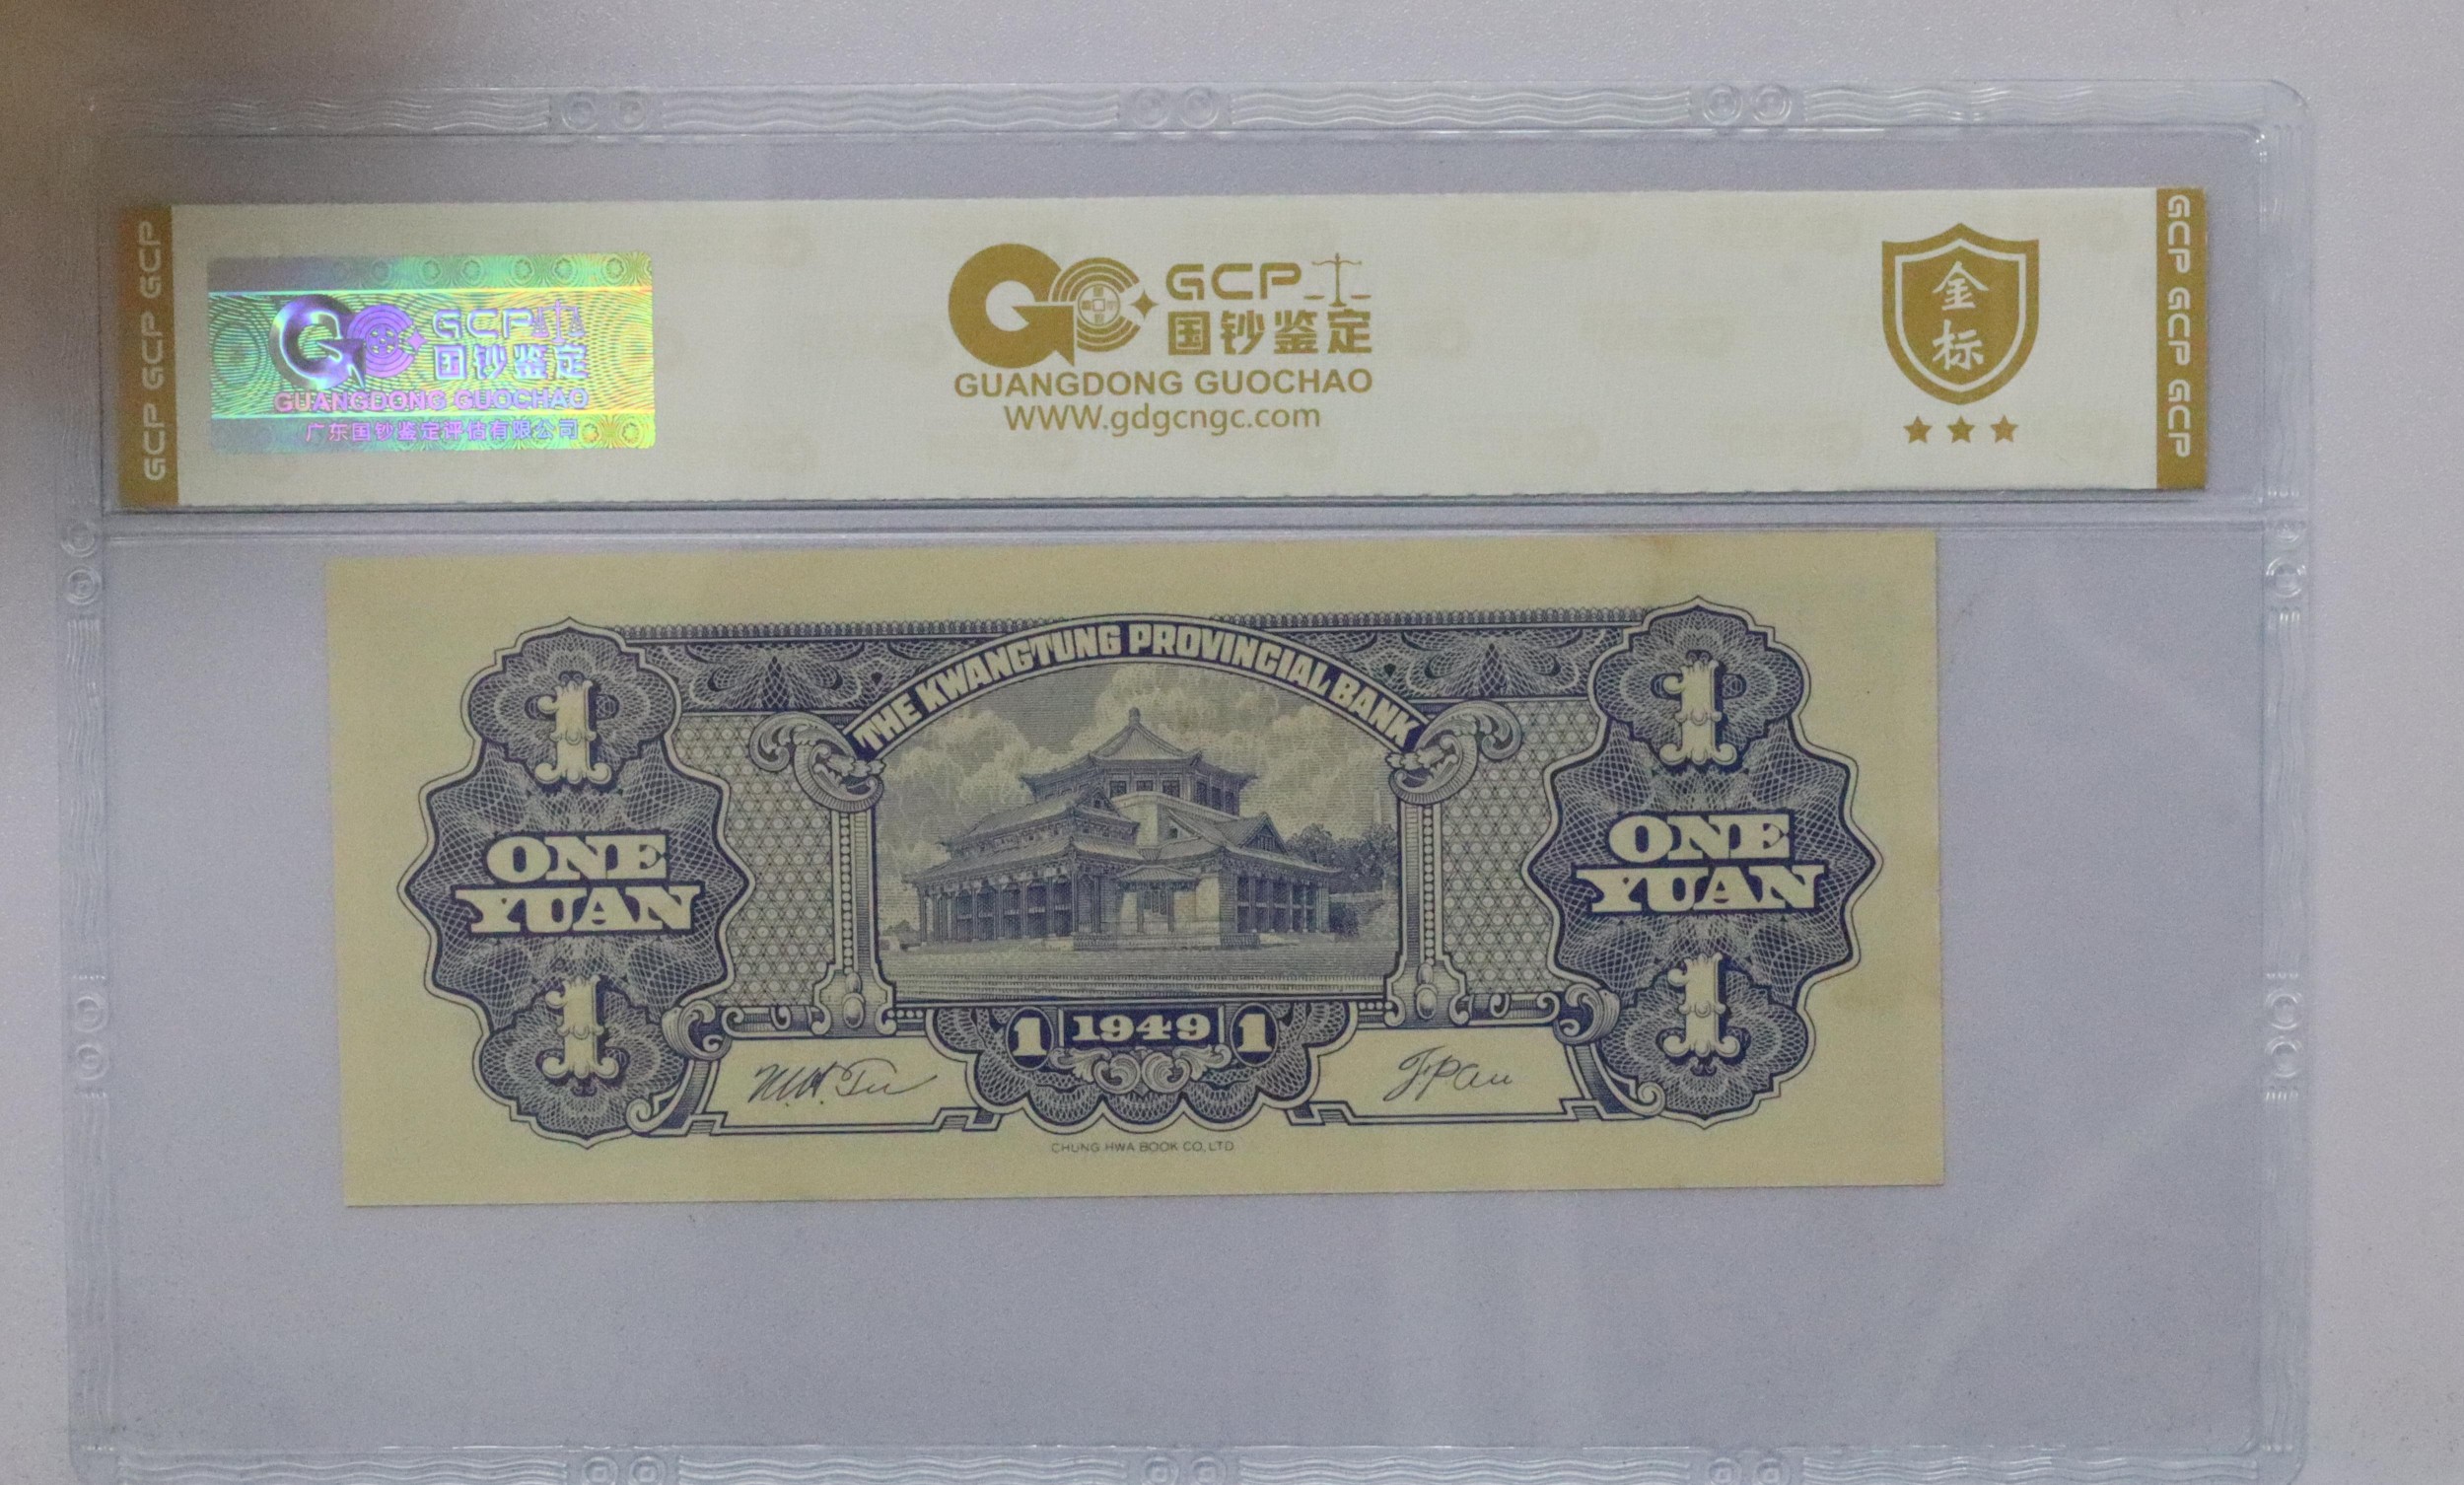 GCP GCP GCP
GCP
国钞鉴定
GUANGDONG GUOCHAO
广东国钞鉴定评估有限公司
GCP
国钞鉴定
GUANGDONG GUOCHAO
WWW.gdgcngc.com
金
标
GCP GCP GCP
THE KWANGTUNG PROVINCIAL BANK
1
ONE
YUAN
1
1
ONE
YUAN
1
1 1949 1
CHUNG HWA BOOK CO, LTD